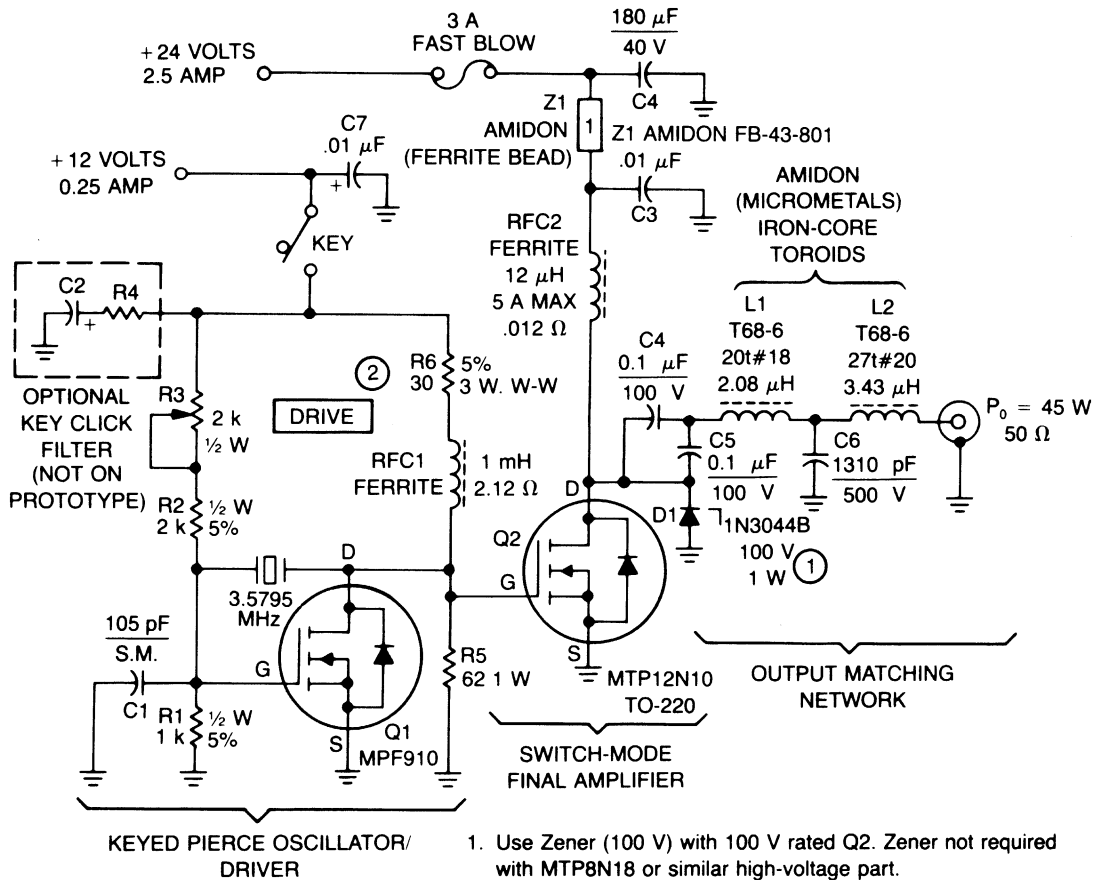 3 A
FAST BLOW
180 μF
40 V
C4
+ 24 VOLTS
2.5 AMP
Z1
AMIDON
(FERRITE BEAD)
1
Z1 AMIDON FB-43-801
C7
.01 μF
+
+ 12 VOLTS
0.25 AMP
.01 μF
C3
KEY
RFC2
FERRITE
12 μH
5 A MAX
.012 Ω
AMIDON
(MICROMETALS)
IRON-CORE
TOROIDS
L1
T68-6
20t#18
2.08 μH
L2
T68-6
27t#20
3.43 μH
C2
+
R4
OPTIONAL
KEY CLICK
FILTER
(NOT ON
PROTOTYPE)
R3
2 k
½ W
2
DRIVE
R6
30
5%
3 W. W-W
RFC1
FERRITE
1 mH
2.12 Ω
C4
0.1 μF
100 V
C5
0.1 μF
100 V
C6
1310 pF
500 V
P0 = 45 W
50 Ω
R2
2 k
½ W
5%
D
Q2
G
S
D1
1N3044B
100 V
1 W
1
3.5795
MHz
D
G
S
Q1
MPF910
105 pF
S.M.
C1
R1
1 k
½ W
5%
R5
62 1 W
MTP12N10
TO-220
OUTPUT MATCHING
NETWORK
SWITCH-MODE
FINAL AMPLIFIER
KEYED PIERCE OSCILLATOR/
DRIVER
1. Use Zener (100 V) with 100 V rated Q2. Zener not required
with MTP8N18 or similar high-voltage part.